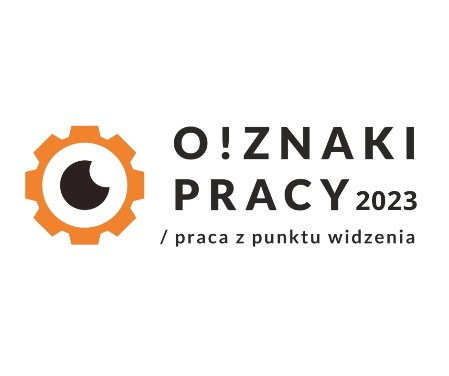 O!ZNAKI
PRACY 2023
/ praca z punktu widzenia